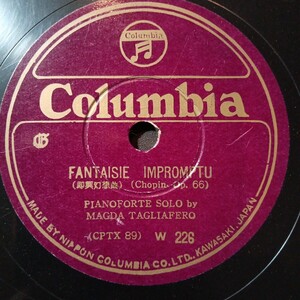 Columbia
Columbia
G
FANTAISIE IMPROMPTU
(即興幻想曲) (Chopin. Op. 66)
PIANOFORTE SOLO by
MAGDA TAGLIAFERO
(CPTX 89) W 226
MADE BY NIPPON COLUMBIA CO. LTD., KAWASAKI, JAPAN